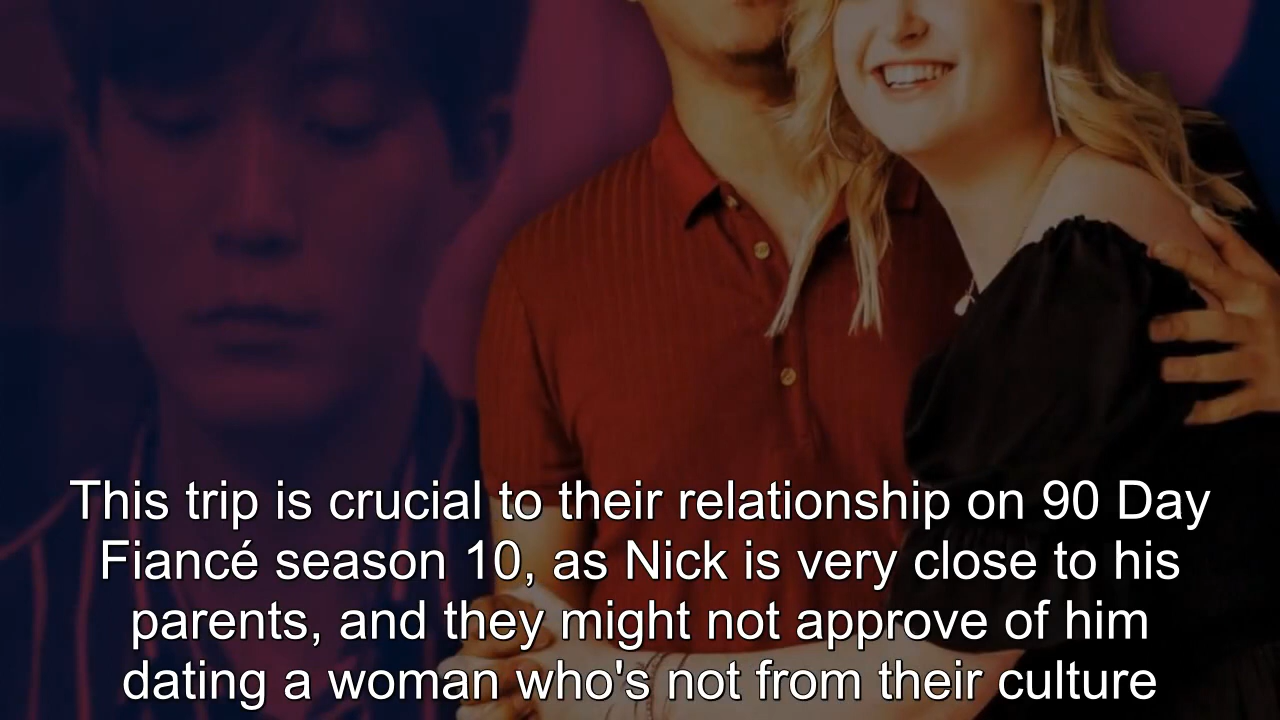 This trip is crucial to their relationship on 90 Day
Fiancé season 10, as Nick is very close to his
parents, and they might not approve of him
dating a woman who's not from their culture